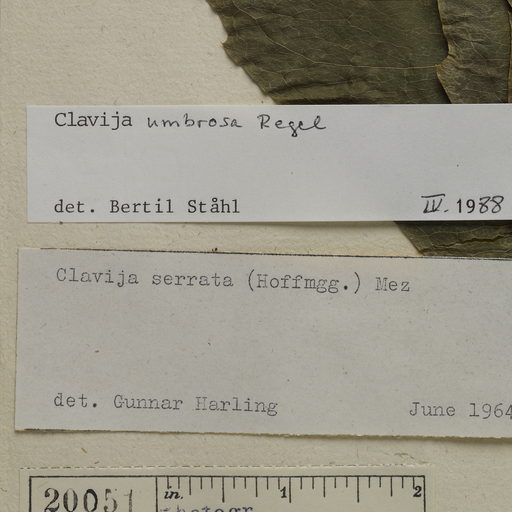 Clavija umbrosa Regel
det. Bertil Ståhl IV. 1988
Clavija serrata (Hoffmgg.) Mez
det. Gunnar Harling June 1964
20051 in. 1 2